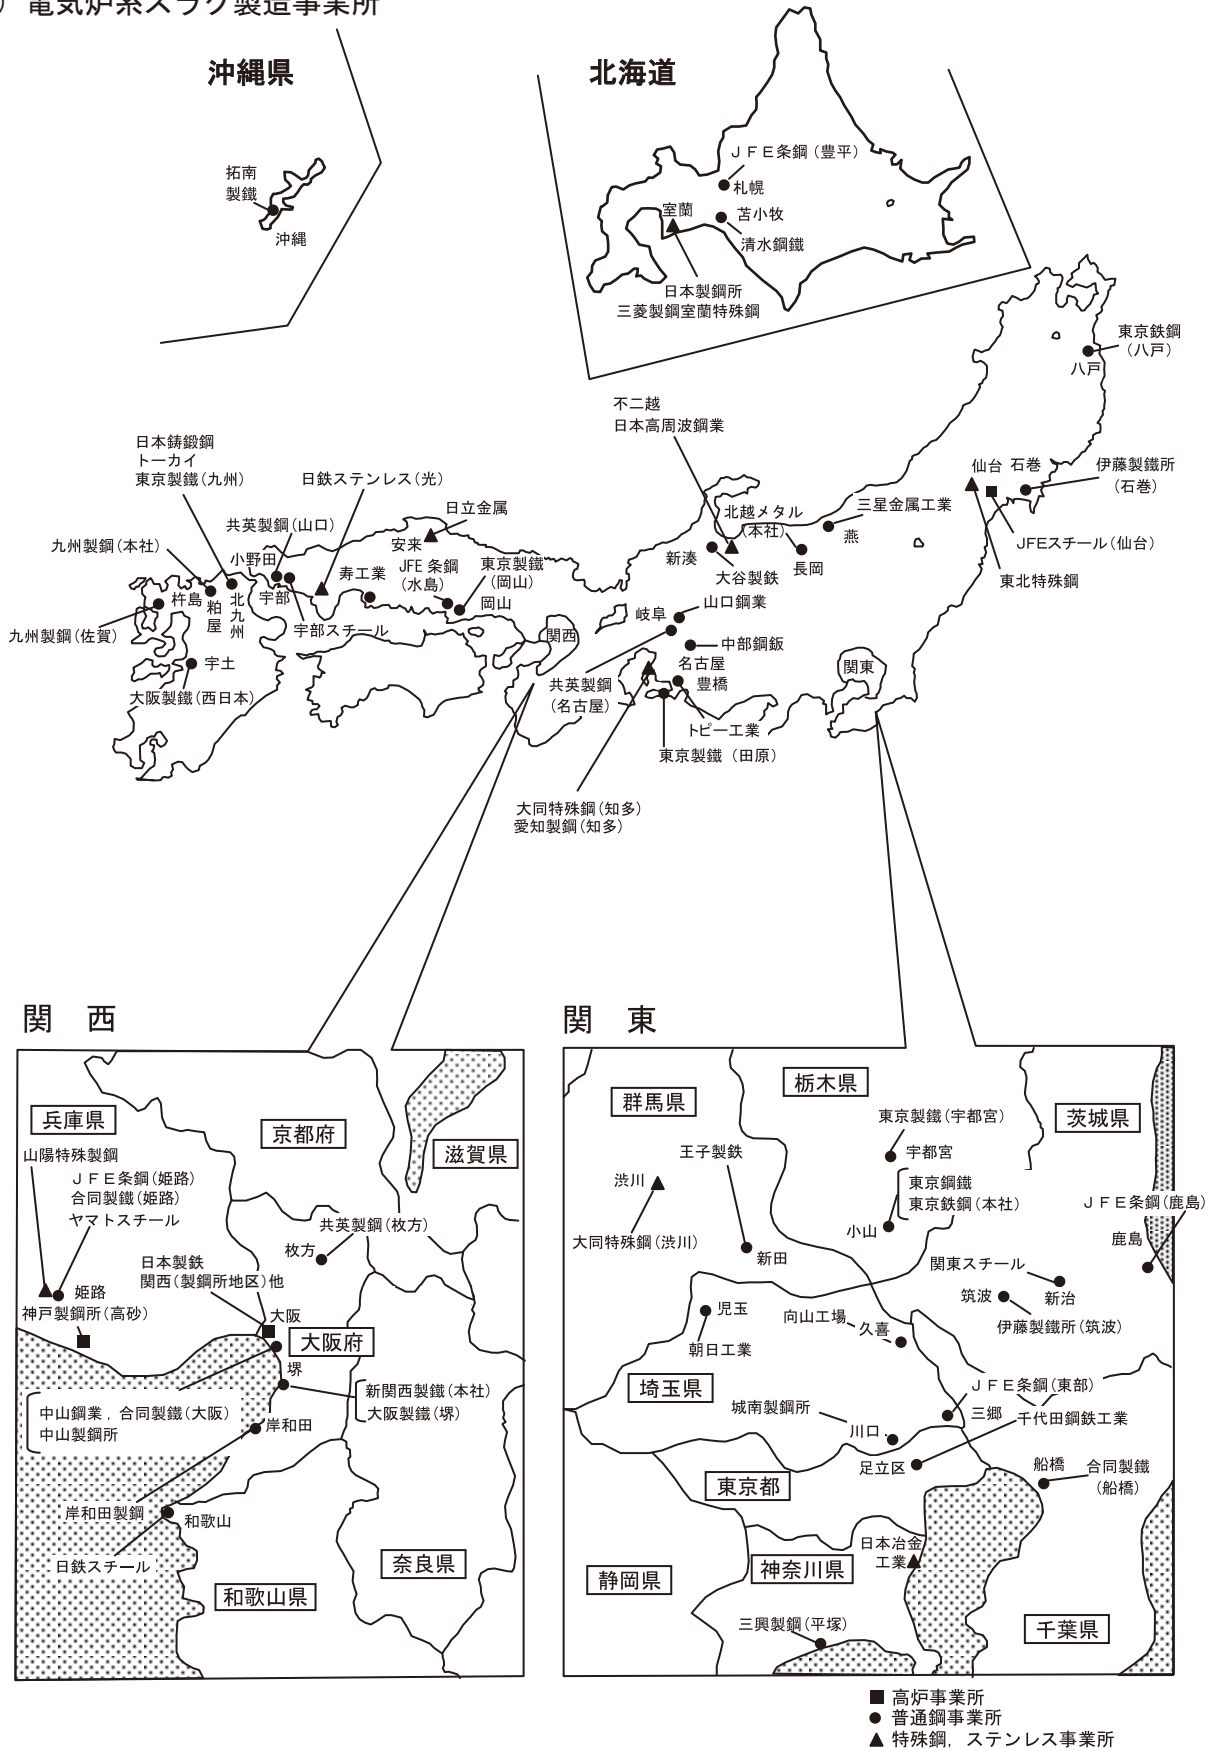 ) 電気炉系スラグ製造事業所
沖縄県
拓南
製鐵
沖縄
北海道
JFE条鋼(豊平)
札幌
苫小牧
清水鋼鐵
室蘭
日本製鋼所
三菱製鋼室蘭特殊鋼
東京鉄鋼
(八戸)
八戸
不二越
日本高周波鋼業
日本鋳鍛鋼
トーカイ
東京製鐵(九州)
日鉄ステンレス(光)
日立金属
共英製鋼(山口)
安来
九州製鋼(本社)
小野田
寿工業
JFE 条鋼
(水島)
東京製鐵
(岡山)
岡山
杵島
粕屋
北九州
宇部
宇部スチール
九州製鋼(佐賀)
宇土
大阪製鐵(西日本)
仙台
石巻
伊藤製鐵所
(石巻)
JFEスチール(仙台)
東北特殊鋼
三星金属工業
燕
北越メタル
(本社)
長岡
新湊
大谷製鉄
岐阜
山口鋼業
中部鋼鈑
名古屋
豊橋
共英製鋼
(名古屋)
トピー工業
東京製鐵(田原)
大同特殊鋼(知多)
愛知製鋼(知多)
関西
関東
関 西
兵庫県
京都府
滋賀県
山陽特殊製鋼
JFE条鋼(姫路)
合同製鐵(姫路)
ヤマトスチール
共英製鋼(枚方)
枚方
日本製鉄
関西(製鋼所地区)他
姫路
神戸製鋼所(高砂)
大阪
大阪府
堺
新関西製鐵(本社)
大阪製鐵(堺)
中山鋼業,合同製鐵(大阪)
中山製鋼所
岸和田
岸和田製鋼
和歌山
日鉄スチール
奈良県
和歌山県
関 東
群馬県
栃木県
茨城県
東京製鐵(宇都宮)
宇都宮
王子製鉄
渋川
東京鋼鐵
東京鉄鋼(本社)
小山
JFE条鋼(鹿島)
鹿島
大同特殊鋼(渋川)
新田
関東スチール
新治
筑波
伊藤製鐵所(筑波)
児玉
朝日工業
向山工場
久喜
埼玉県
JFE条鋼(東部)
三郷
城南製鋼所
川口
千代田鋼鉄工業
足立区
船橋
合同製鐵
(船橋)
東京都
日本冶金
工業
神奈川県
静岡県
三興製鋼(平塚)
千葉県
■ 高炉事業所
● 普通鋼事業所
▲ 特殊鋼,ステンレス事業所